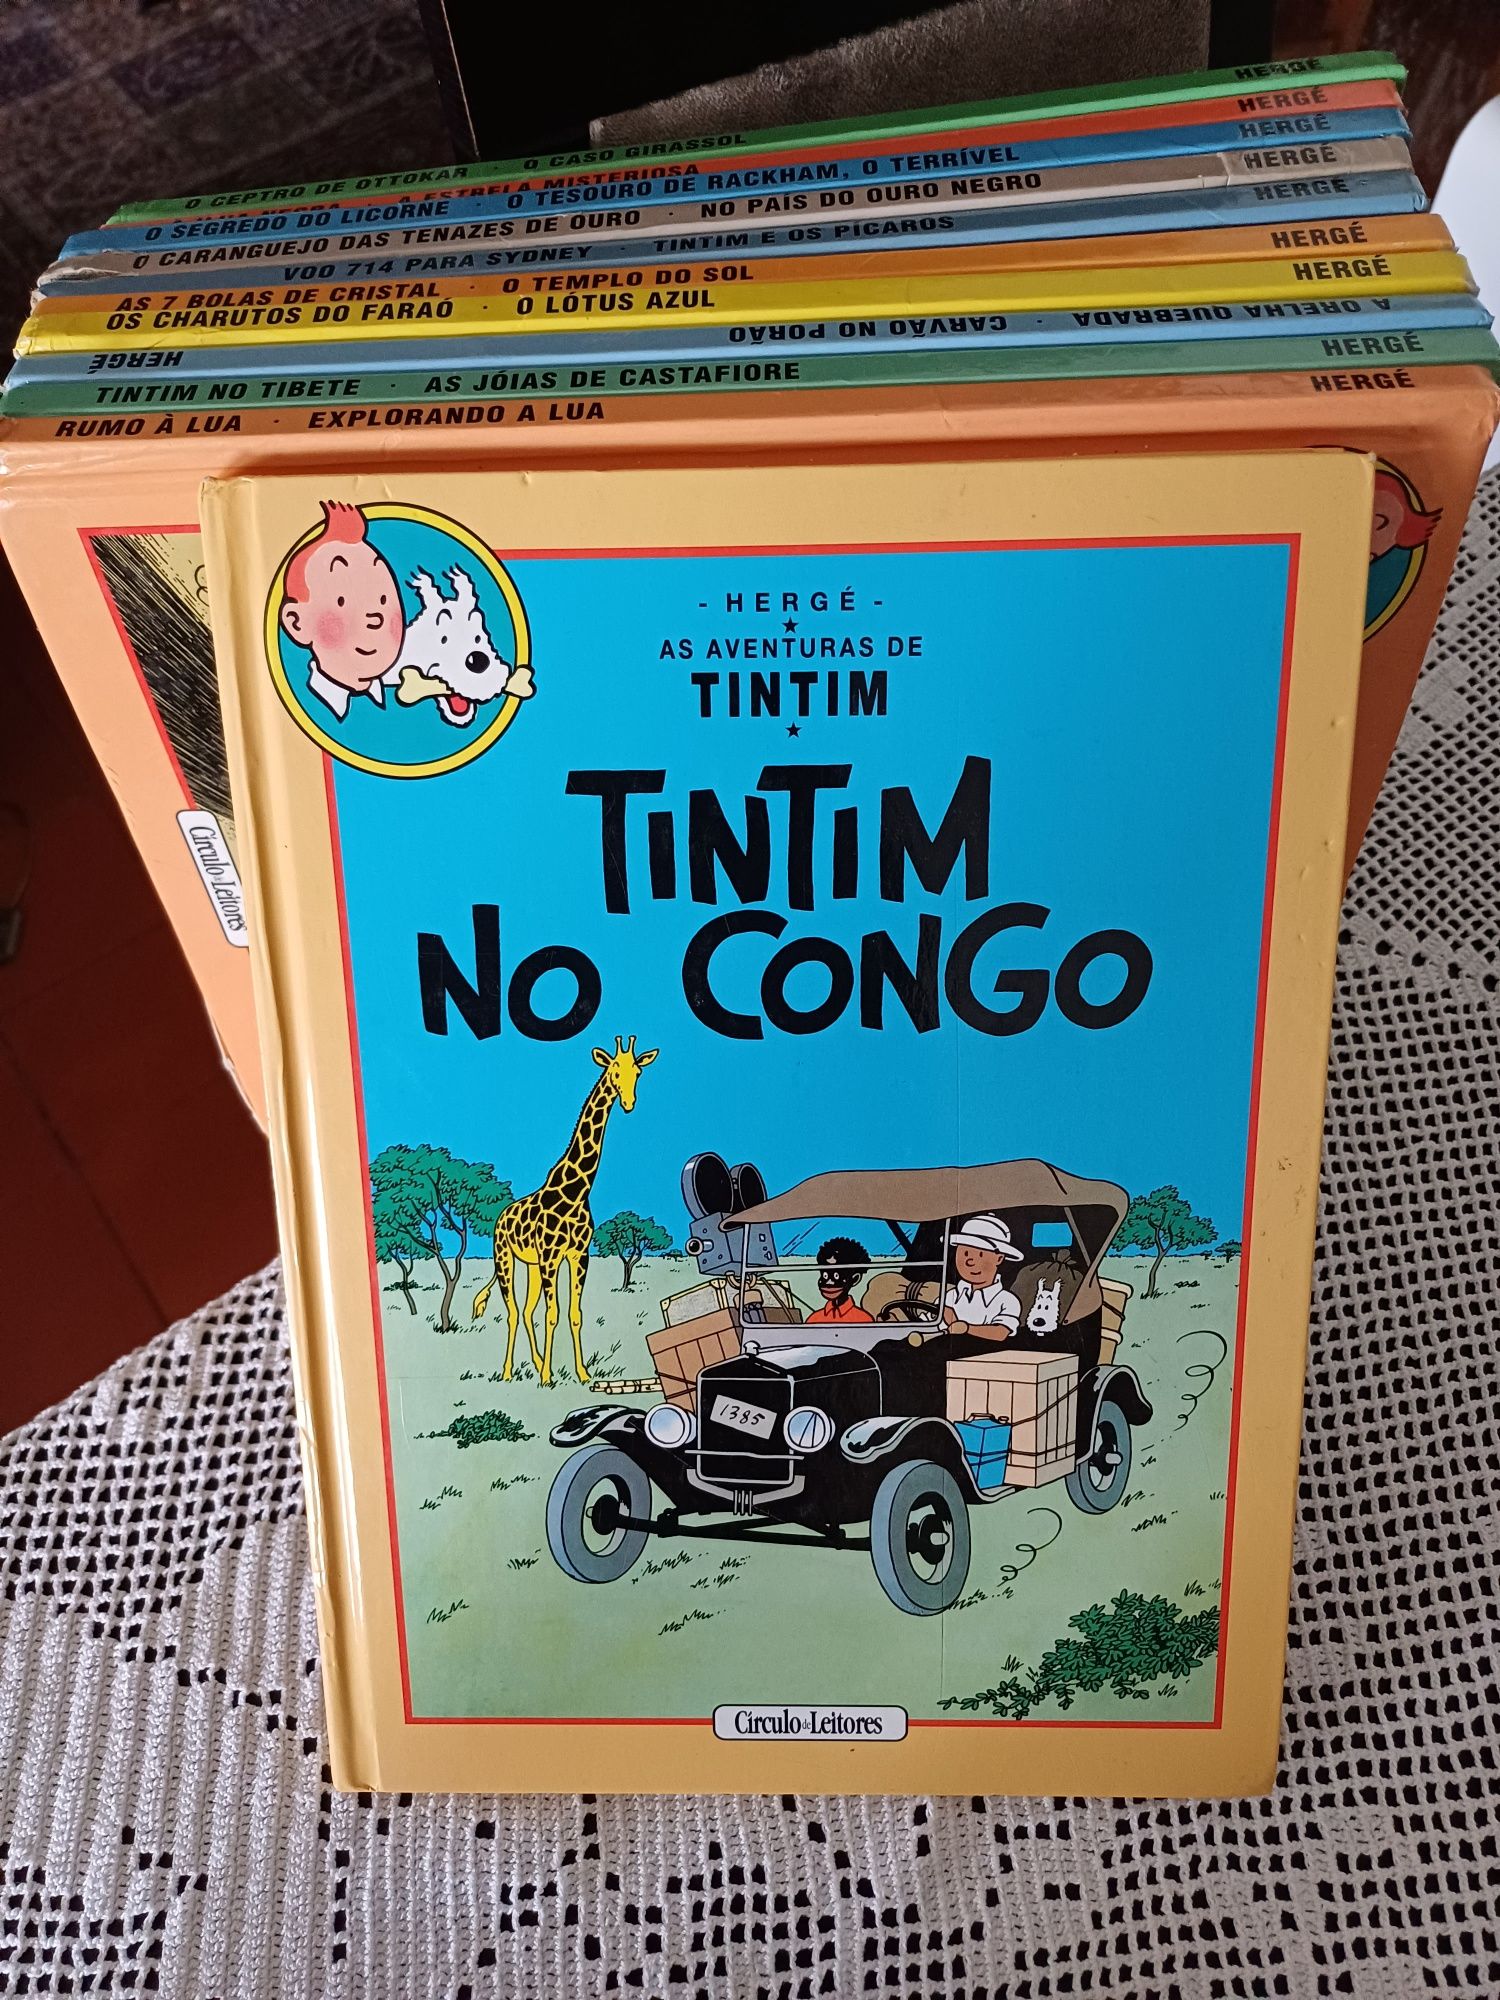 O CEPTRO DE OTTOKAR · O CASO GIRASSOL HERGÉ
A ILHA NEGRA · A ESTRELA MISTERIOSA HERGÉ
O SEGREDO DO LICORNE · O TESOURO DE RACKHAM, O TERRÍVEL HERGÉ
O CARANGUEJO DAS TENAZES DE OURO · NO PAÍS DO OURO NEGRO HERGÉ
VOO 714 PARA SYDNEY · TINTIM E OS PÍCAROS HERGÉ
AS 7 BOLAS DE CRISTAL · O TEMPLO DO SOL HERGÉ
OS CHARUTOS DO FARAÓ · O LÓTUS AZUL HERGÉ
A ORELHA QUEBRADA · CARVÃO NO PORÃO HERGÉ
TINTIM NO TIBETE · AS JÓIAS DE CASTAFIORE HERGÉ
RUMO À LUA · EXPLORANDO A LUA HERGÉ
Círculo de Leitores
- HERGÉ -
AS AVENTURAS DE
TINTIM
TINTIM
NO CONGO
1385
Círculo de Leitores